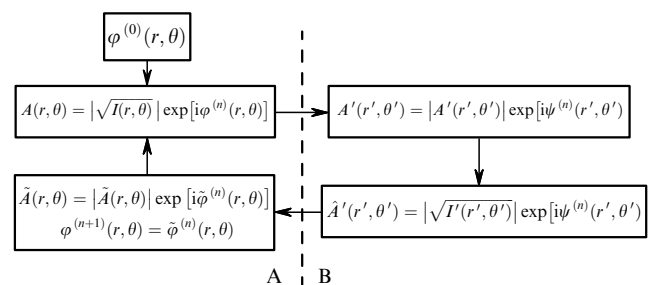 φ⁽⁰⁾(r, θ)
A(r, θ) = |√I(r, θ)| exp[iφ⁽ⁿ⁾(r, θ)]
A′(r′, θ′) = |A′(r′, θ′)| exp[iψ⁽ⁿ⁾(r′, θ′)
Ã(r, θ) = |Ã(r, θ)| exp [iφ̃⁽ⁿ⁾(r, θ)]
φ⁽ⁿ⁺¹⁾(r, θ) = φ̃⁽ⁿ⁾(r, θ)
Â′(r′, θ′) = |√I′(r′, θ′)| exp[iψ⁽ⁿ⁾(r′, θ′)
A
B